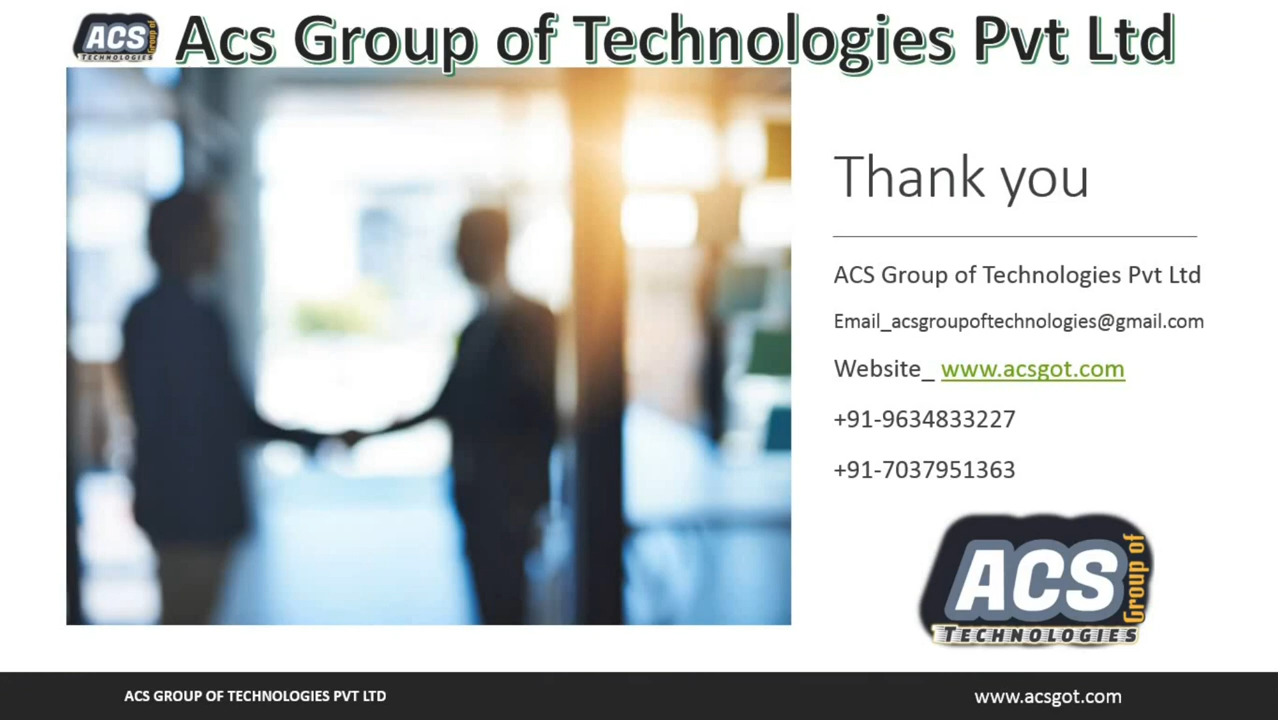 ACS
Group of
TECHNOLOGIES
Acs Group of Technologies Pvt Ltd
Thank you
ACS Group of Technologies Pvt Ltd
Email_acsgroupoftechnologies@gmail.com
Website_ www.acsgot.com
+91-9634833227
+91-7037951363
ACS
Group of
TECHNOLOGIES
ACS GROUP OF TECHNOLOGIES PVT LTD
www.acsgot.com